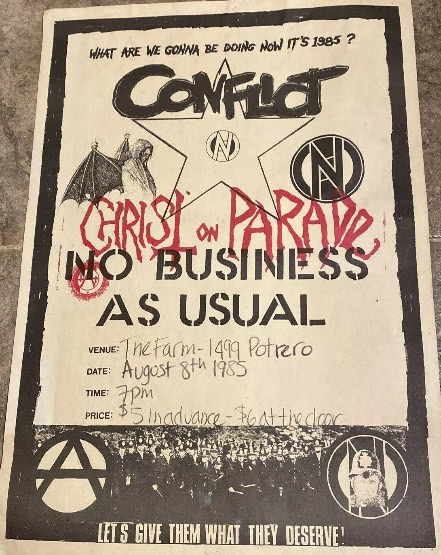 WHAT ARE WE GONNA BE DOING NOW IT'S 1985?
CONFLICT
CHRIST ON PARADE
NO BUSINESS
AS USUAL
VENUE: The Farm - 1499 Potrero
DATE: August 8th 1985
TIME: 7pm
PRICE: $5 in advance - $6 at the door
LET'S GIVE THEM WHAT THEY DESERVE!